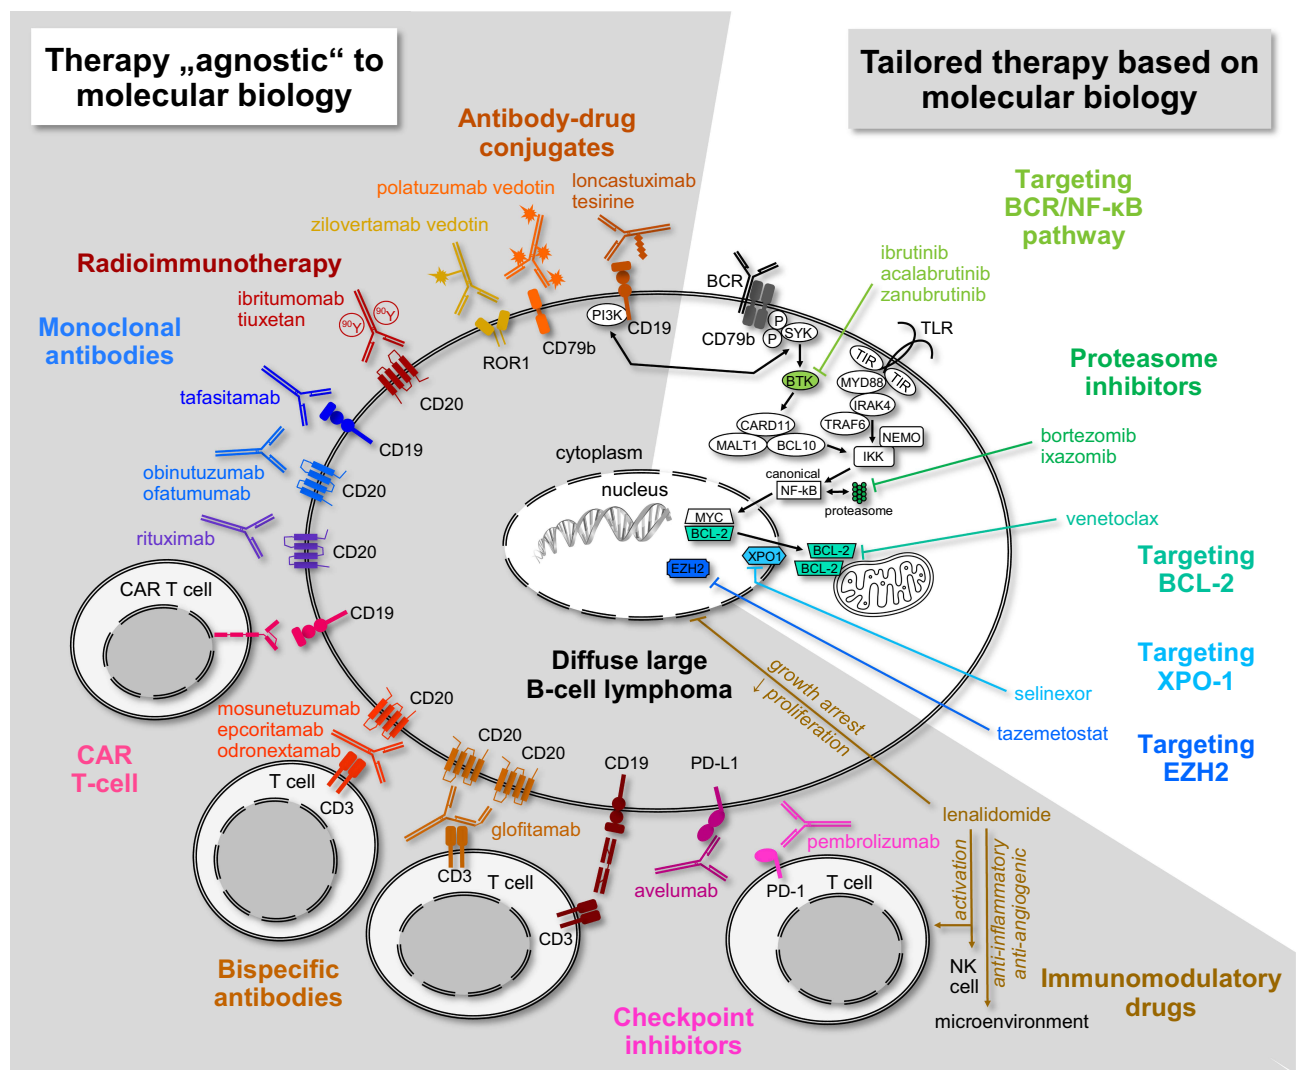 Therapy „agnostic“ to
molecular biology
Tailored therapy based on
molecular biology
Antibody-drug
conjugates
polatuzumab vedotin
loncastuximab
tesirine
zilovertamab vedotin
Radioimmunotherapy
ibritumomab
tiuxetan
90Y
90Y
Monoclonal
antibodies
tafasitamab
obinutuzumab
ofatumumab
rituximab
CD20
CD19
CD20
CD20
ROR1
CD79b
PI3K
CD19
BCR
CD79b
P
P
SYK
BTK
TLR
TIR
TIR
MYD88
IRAK4
TRAF6
NEMO
IKK
CARD11
MALT1
BCL10
canonical
NF-kB
proteasome
Targeting
BCR/NF-κB
pathway
ibrutinib
acalabrutinib
zanubrutinib
Proteasome
inhibitors
bortezomib
ixazomib
venetoclax
Targeting
BCL-2
Targeting
XPO-1
selinexor
tazemetostat
Targeting
EZH2
cytoplasm
nucleus
MYC
BCL-2
EZH2
XPO1
BCL-2
BCL-2
Diffuse large
B-cell lymphoma
growth arrest
↓ proliferation
CAR T cell
CD19
CAR
T-cell
mosunetuzumab
epcoritamab
odronextamab
CD20
T cell
CD3
CD20
CD20
glofitamab
CD3
T cell
CD19
CD3
Bispecific
antibodies
PD-L1
avelumab
pembrolizumab
PD-1
T cell
Checkpoint
inhibitors
lenalidomide
activation
anti-inflammatory
anti-angiogenic
NK
cell
microenvironment
Immunomodulatory
drugs